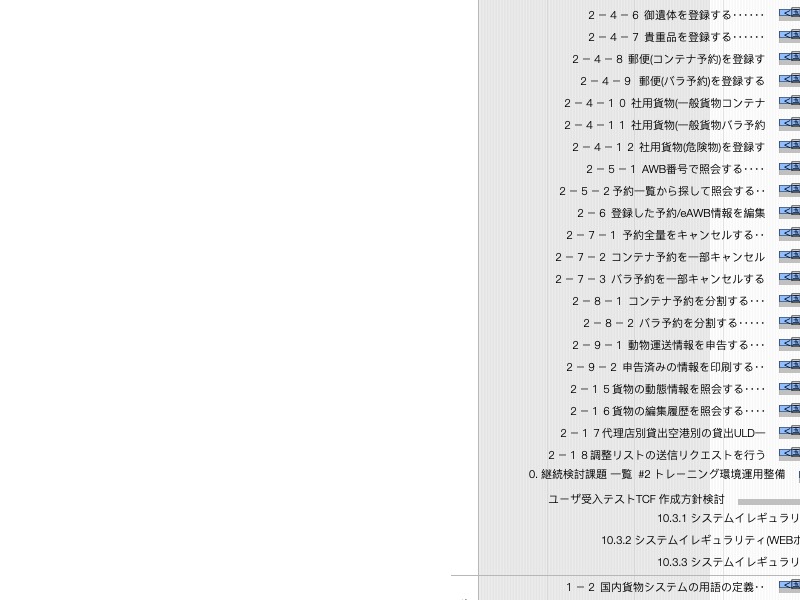 2－4－6 御遺体を登録する‥‥‥
2－4－7 貴重品を登録する‥‥‥
2－4－8 郵便(コンテナ予約)を登録す
2－4－9 郵便(バラ予約)を登録する
2－4－10 社用貨物(一般貨物コンテナ
2－4－11 社用貨物(一般貨物バラ予約
2－4－12 社用貨物(危険物)を登録す
2－5－1 AWB番号で照会する‥‥
2－5－2予約一覧から探して照会する‥
2－6 登録した予約/eAWB情報を編集
2－7－1 予約全量をキャンセルする‥
2－7－2 コンテナ予約を一部キャンセル
2－7－3 バラ予約を一部キャンセルする
2－8－1 コンテナ予約を分割する‥･
2－8－2 バラ予約を分割する‥‥･
2－9－1 動物運送情報を申告する‥･
2－9－2 申告済みの情報を印刷する‥
2－15貨物の動態情報を照会する‥‥
2－16貨物の編集履歴を照会する‥‥
2－17代理店別貸出空港別の貸出ULD一
2－18調整リストの送信リクエストを行う
0. 継続検討課題 一覧 #2 トレーニング環境運用整備
ユーザ受入テストTCF 作成方針検討
10.3.1 システムイレギュラリ
10.3.2 システムイレギュラリティ(WEBポ
10.3.3 システムイレギュラリ
1－2 国内貨物システムの用語の定義‥